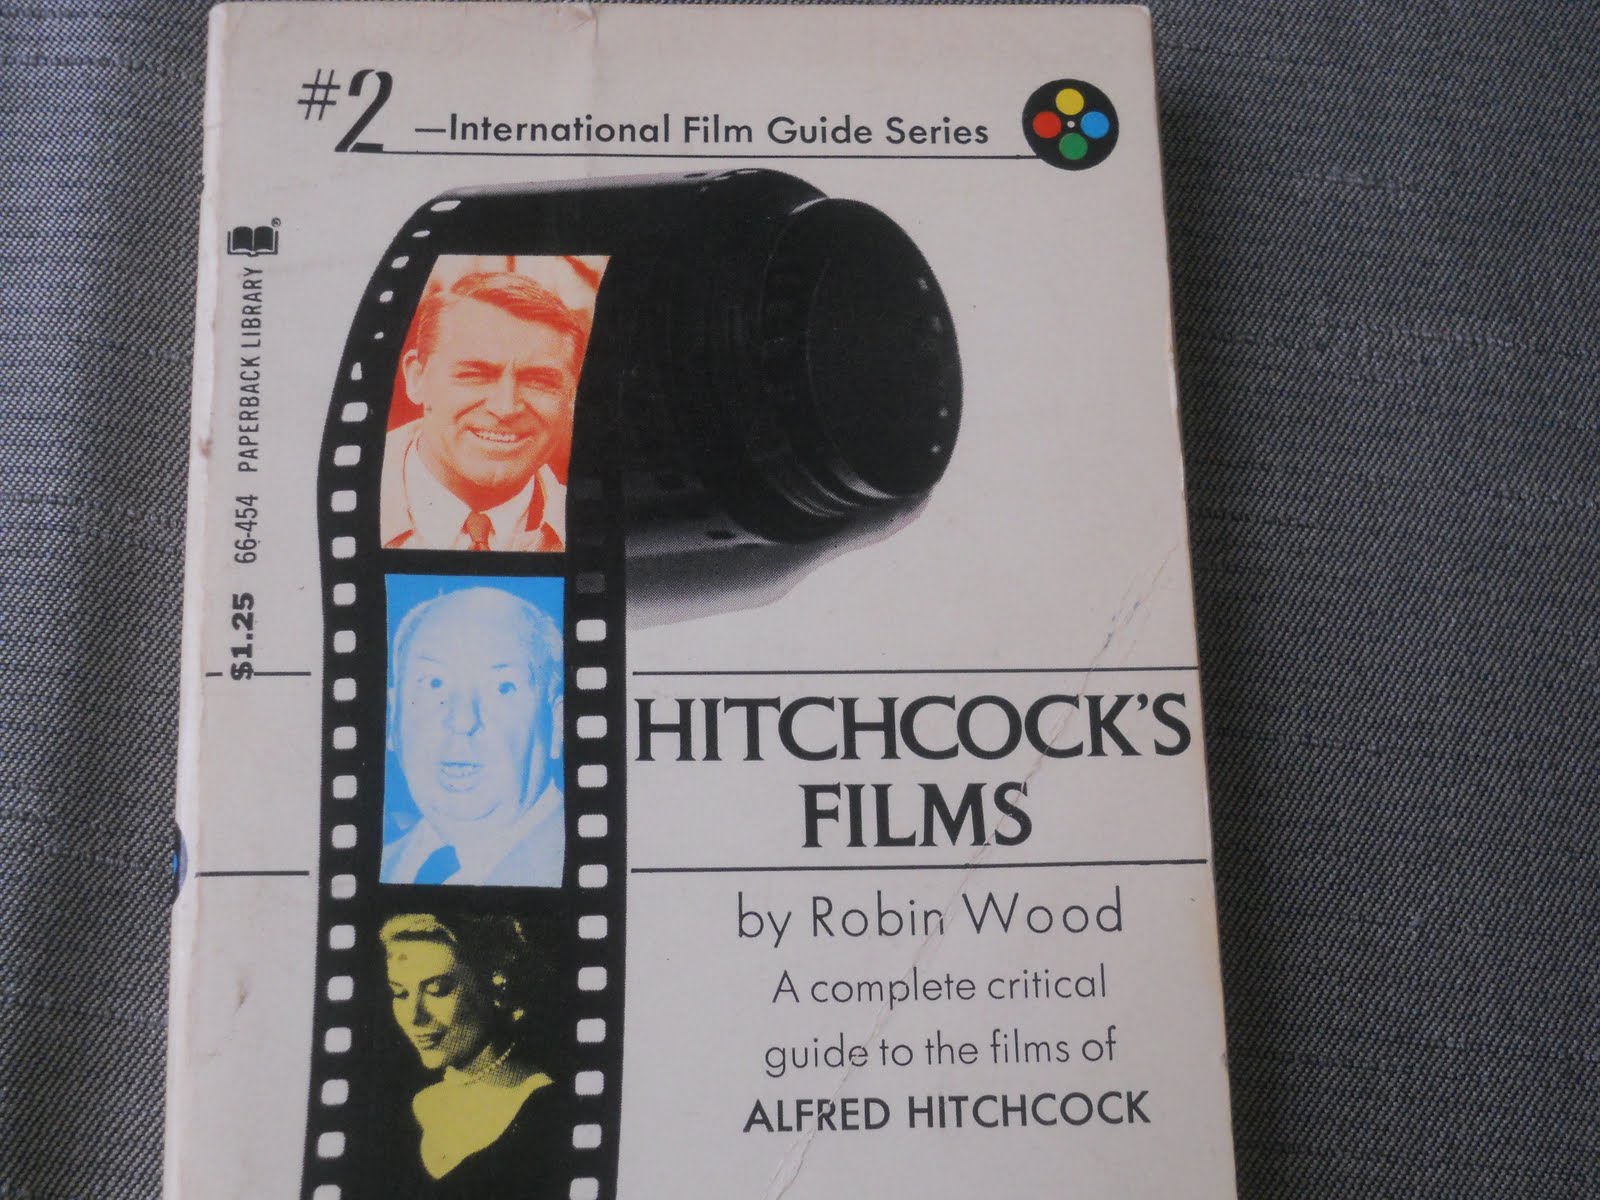 #2 —International Film Guide Series
$1.25 66-454 PAPERBACK LIBRARY ®
HITCHCOCK'S
FILMS
by Robin Wood
A complete critical
guide to the films of
ALFRED HITCHCOCK